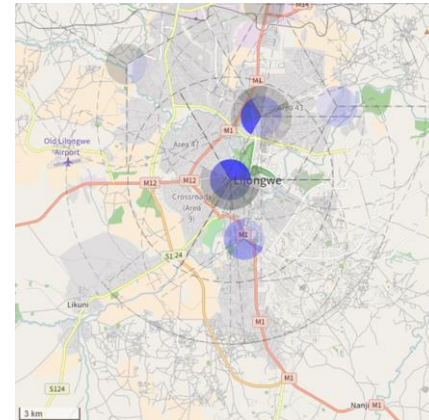 M14
M1
Area 43
M1
Area 47
Old Lilongwe
Airport
M12
M12
Lilongwe
Crossroads
(Area
9)
M1
S124
M1
Likuni
M1
S124
M1
Nanji
M1
3 km